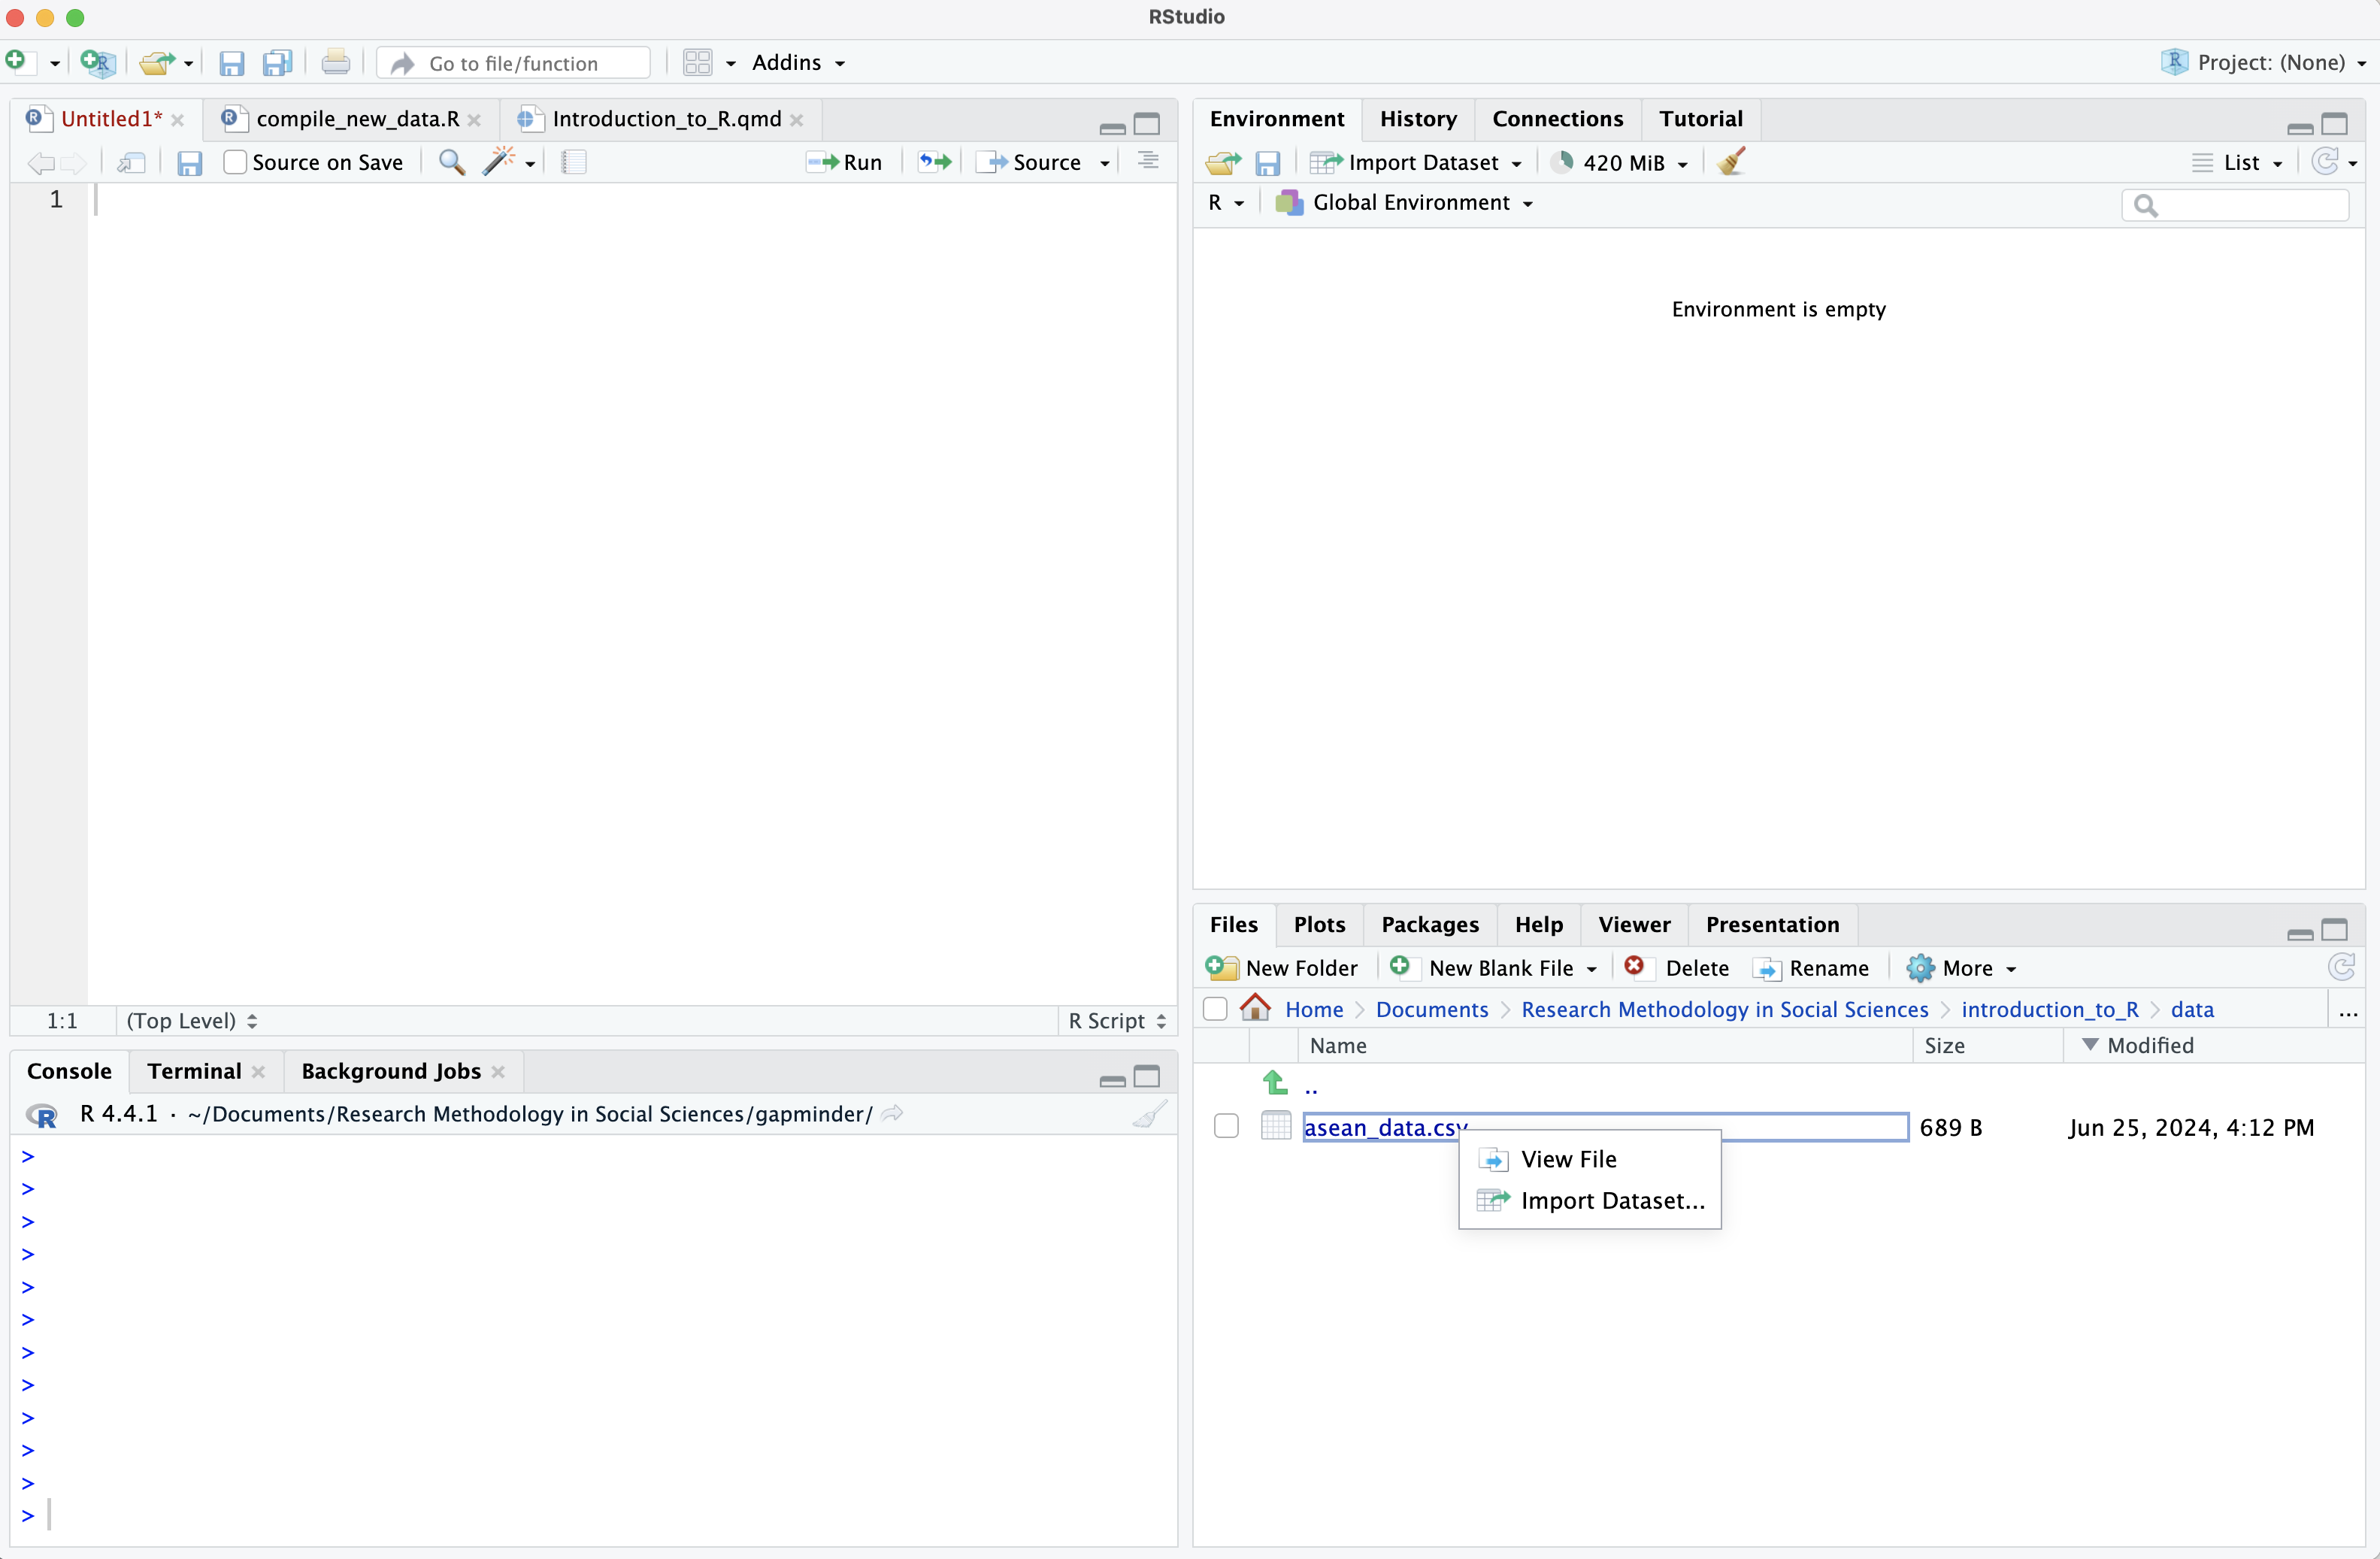 RStudio
Go to file/function
Addins
Project: (None)
Untitled1*
compile_new_data.R
Introduction_to_R.qmd
Source on Save
Run
Source
1
1:1
(Top Level)
R Script
Console
Terminal
Background Jobs
R 4.4.1 · ~/Documents/Research Methodology in Social Sciences/gapminder/
>
>
>
>
>
>
>
>
>
>
>
>
Environment
History
Connections
Tutorial
Import Dataset
420 MiB
List
R
Global Environment
Environment is empty
Files
Plots
Packages
Help
Viewer
Presentation
New Folder
New Blank File
Delete
Rename
More
Home
Documents
Research Methodology in Social Sciences
introduction_to_R
data
...
Name
Size
Modified
..
asean_data.csv
689 B
Jun 25, 2024, 4:12 PM
View File
Import Dataset...